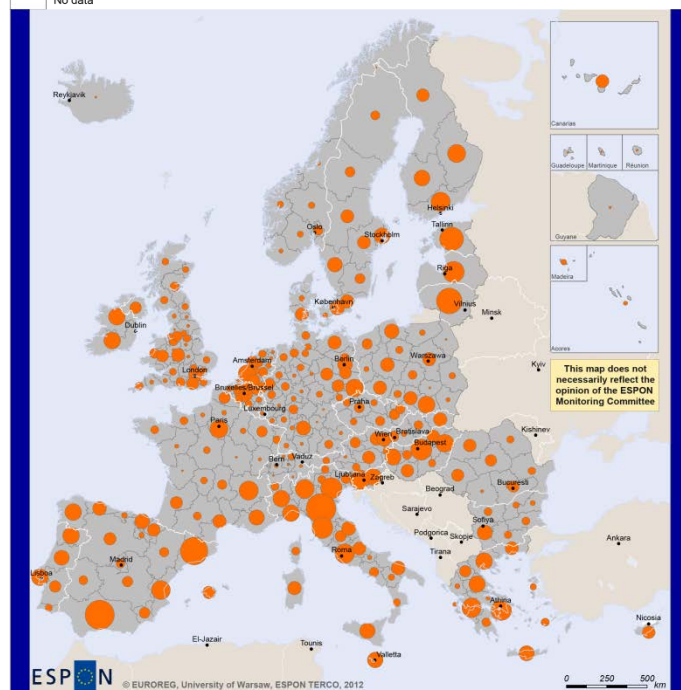 No data
Reykjavik
Canarias
Guadeloupe Martinique Réunion
Helsinki
Oslo
Tallinn
Stockholm
Guyane
Riga
Madeira
København
Vilnius
Minsk
Dublin
Acores
Amsterdam
Berlin
Warszawa
London
Kyiv
This map does not
necessarily reflect the
opinion of the ESPON
Monitoring Committee
Bruxelles/Brussel
Praha
Luxembourg
Paris
Wien
Bratislava
Kishinev
Budapest
Bern
Vaduz
Ljubljana
Zagreb
Beograd
Bucuresti
Sarajevo
Sofiya
Podgorica
Skopje
Ankara
Roma
Tirana
Madrid
Lisboa
Athina
Nicosia
El-Jazair
Tounis
Valletta
ESPON
© EUROREG, University of Warsaw, ESPON TERCO, 2012
0 250 500
km